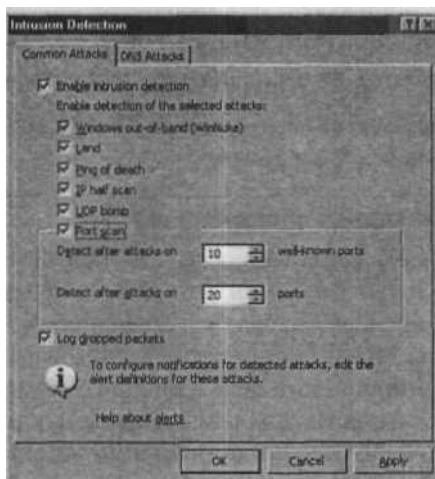 Intrusion Detection
Common Attacks DNS Attacks
Enable intrusion detection
Enable detection of the selected attacks:
Windows out-of-band (WinNuke)
Land
Ping of death
IP half scan
UDP bomb
Port scan
Detect after attacks on 10 well-known ports
Detect after attacks on 20 ports
Log dropped packets
To configure notifications for detected attacks, edit the
alert definitions for these attacks.
Help about alerts
OK Cancel Apply